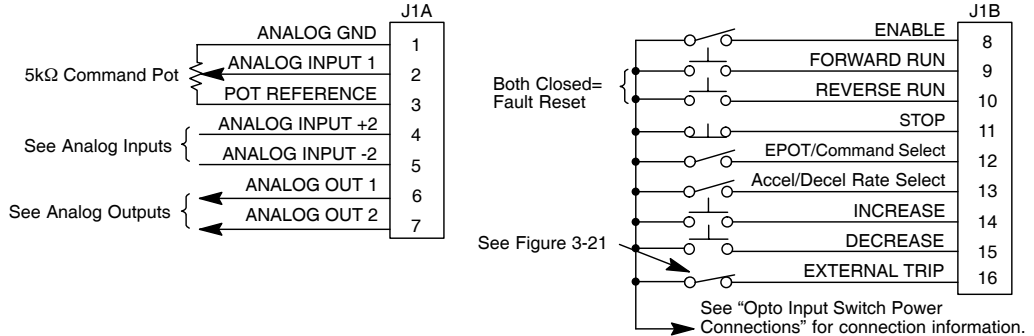 J1A
ANALOG GND 1
5kΩ Command Pot
ANALOG INPUT 1 2
POT REFERENCE 3
ANALOG INPUT +2 4
See Analog Inputs
ANALOG INPUT -2 5
ANALOG OUT 1 6
See Analog Outputs
ANALOG OUT 2 7
J1B
ENABLE 8
FORWARD RUN 9
Both Closed=
Fault Reset
REVERSE RUN 10
STOP 11
EPOT/Command Select 12
Accel/Decel Rate Select 13
INCREASE 14
See Figure 3-21
DECREASE 15
EXTERNAL TRIP 16
See “Opto Input Switch Power
Connections” for connection information.